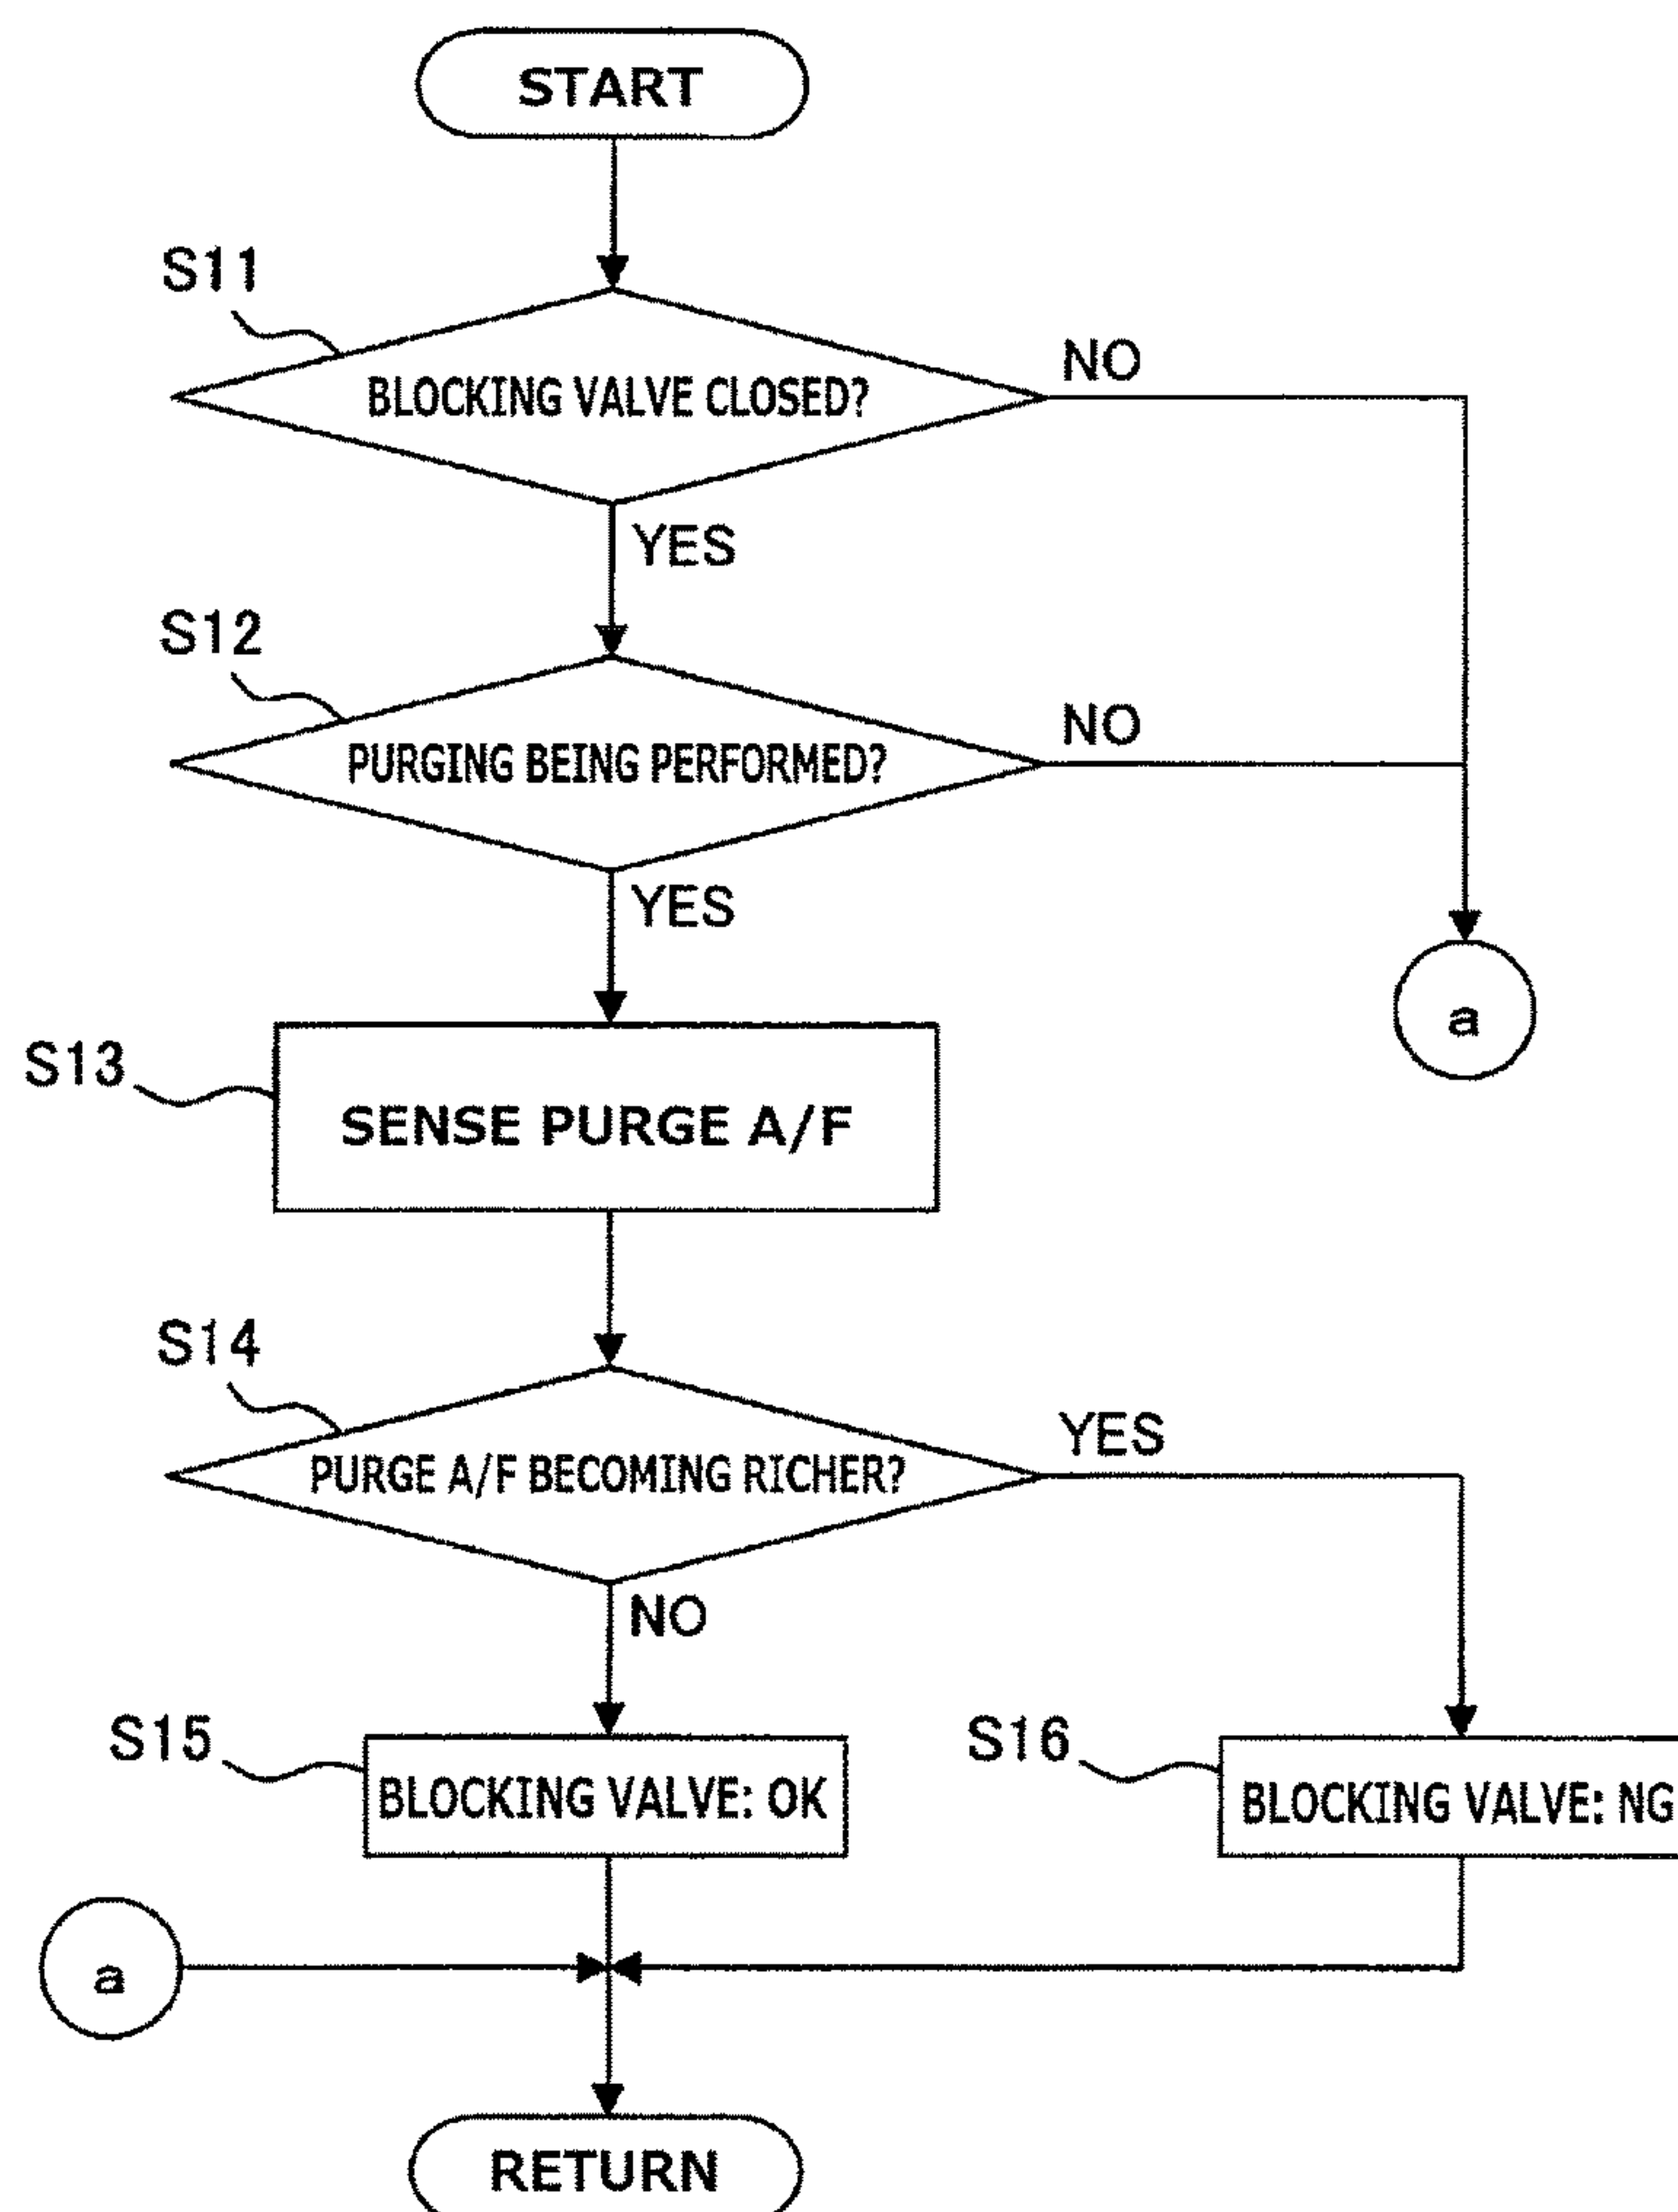 START
S11
BLOCKING VALVE CLOSED?
NO
YES
S12
PURGING BEING PERFORMED?
NO
YES
a
S13
SENSE PURGE A/F
S14
PURGE A/F BECOMING RICHER?
YES
NO
S15
BLOCKING VALVE: OK
S16
BLOCKING VALVE: NG
a
RETURN